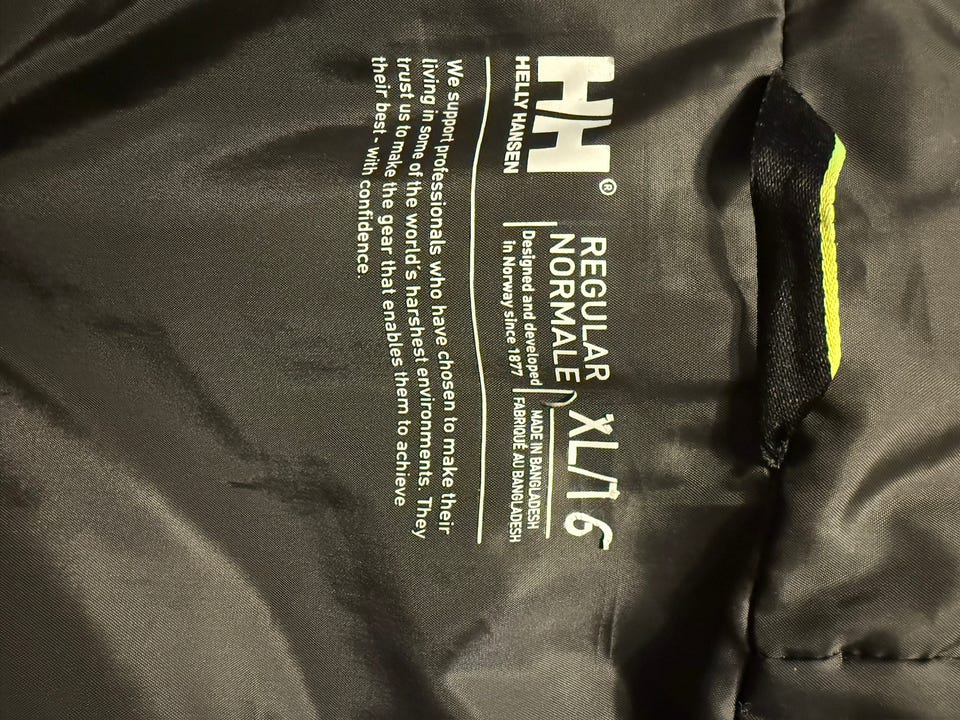 HH®
HELLY HANSEN
REGULAR
NORMALE
XL/16
Designed and developed
in Norway since 1877
MADE IN BANGLADESH
FABRIQUÉ AU BANGLADESH
We support professionals who have chosen to make their
living in some of the world's harshest environments. They
trust us to make the gear that enables them to achieve
their best - with confidence.